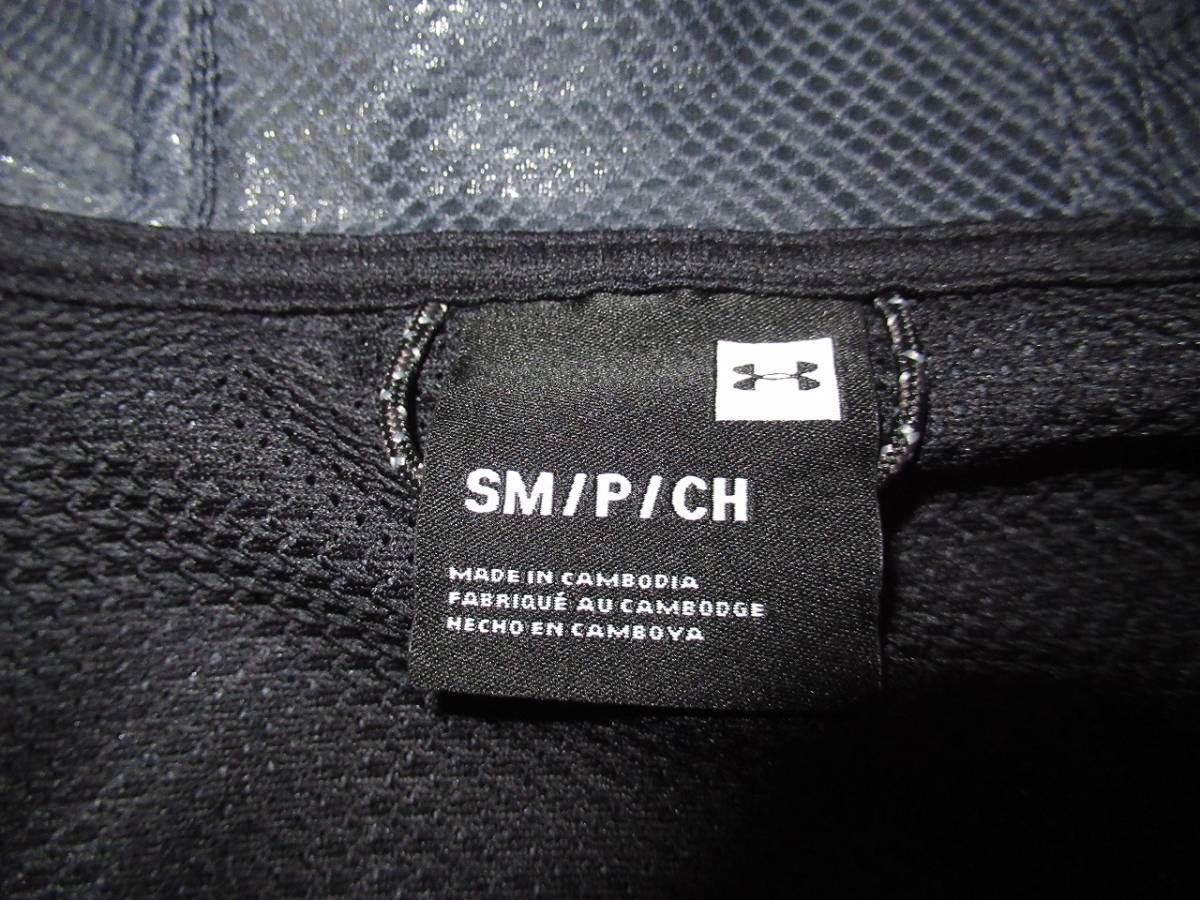 SM/P/CH
MADE IN CAMBODIA
FABRIQUÉ AU CAMBODGE
HECHO EN CAMBOYA